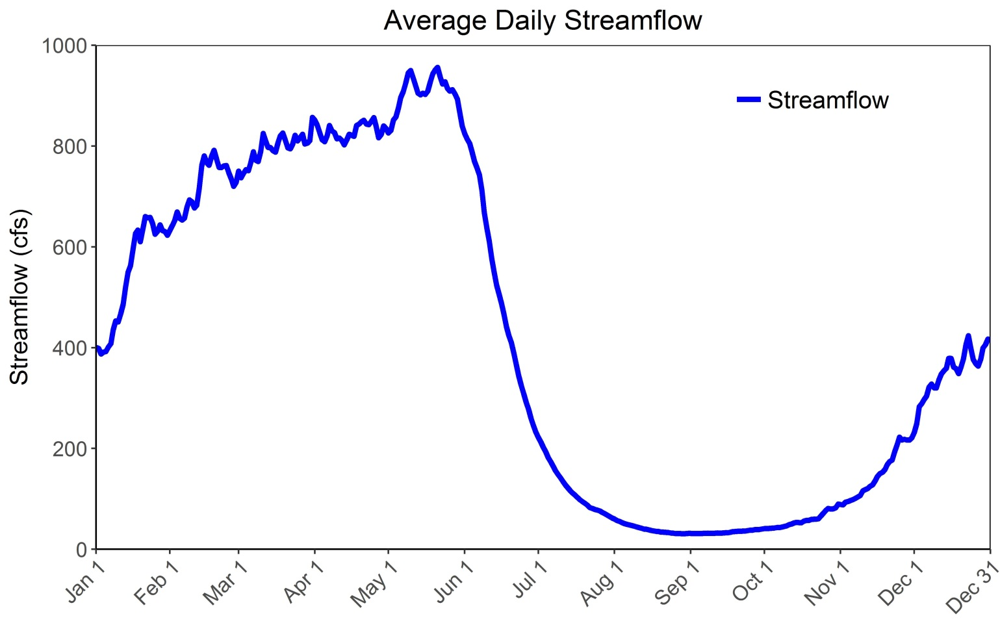 Average Daily Streamflow
1000
800
600
400
200
0
Streamflow (cfs)
Streamflow
Jan 1
Feb 1
Mar 1
Apr 1
May 1
Jun 1
Jul 1
Aug 1
Sep 1
Oct 1
Nov 1
Dec 1
Dec 31